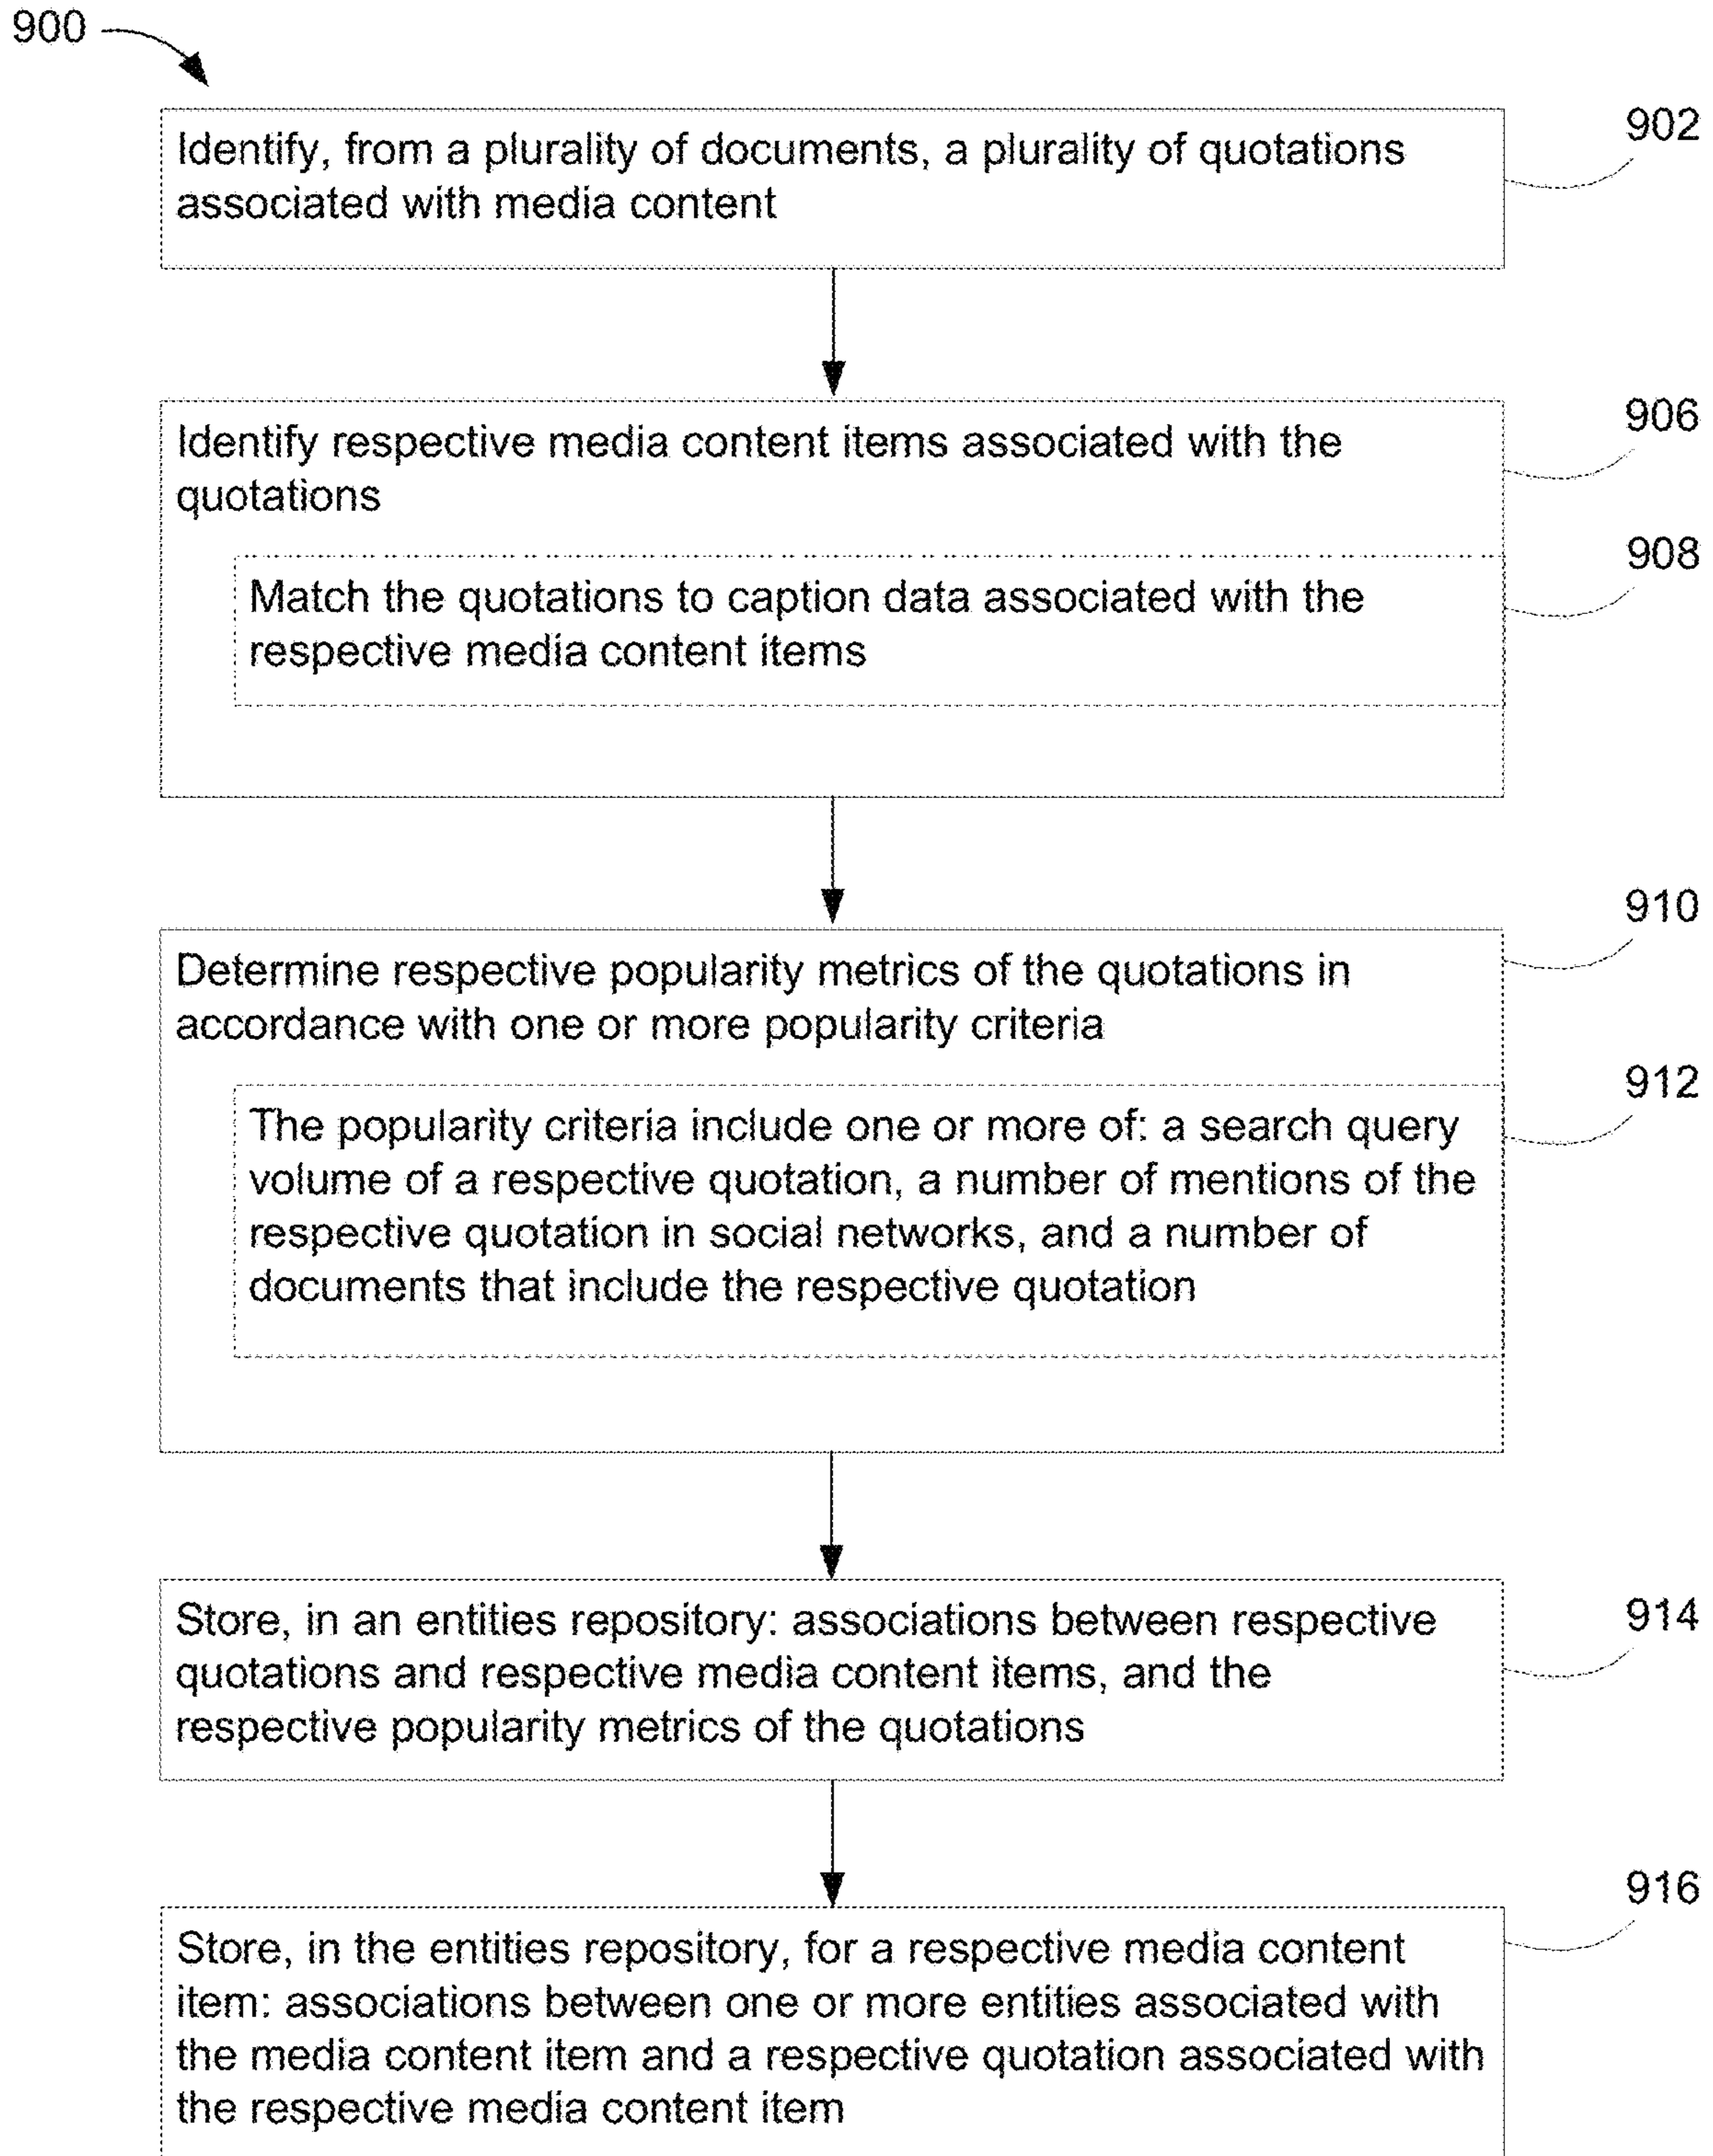 900
902
Identify, from a plurality of documents, a plurality of quotations
associated with media content
906
Identify respective media content items associated with the
quotations
908
Match the quotations to caption data associated with the
respective media content items
910
Determine respective popularity metrics of the quotations in
accordance with one or more popularity criteria
912
The popularity criteria include one or more of: a search query
volume of a respective quotation, a number of mentions of the
respective quotation in social networks, and a number of
documents that include the respective quotation
914
Store, in an entities repository: associations between respective
quotations and respective media content items, and the
respective popularity metrics of the quotations
916
Store, in the entities repository, for a respective media content
item: associations between one or more entities associated with
the media content item and a respective quotation associated with
the respective media content item